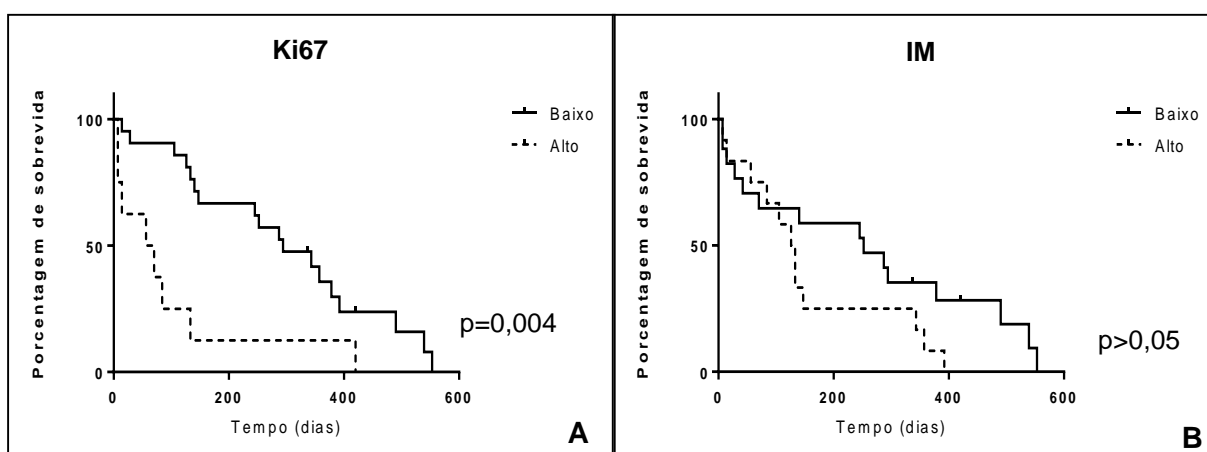 Ki67
Porcentagem de sobrevida
100
50
0
0
200
400
600
Tempo (dias)
Baixo
Alto
p=0,004
A
IM
Porcentagem de sobrevida
100
50
0
0
200
400
600
Tempo (dias)
Baixo
Alto
p>0,05
B